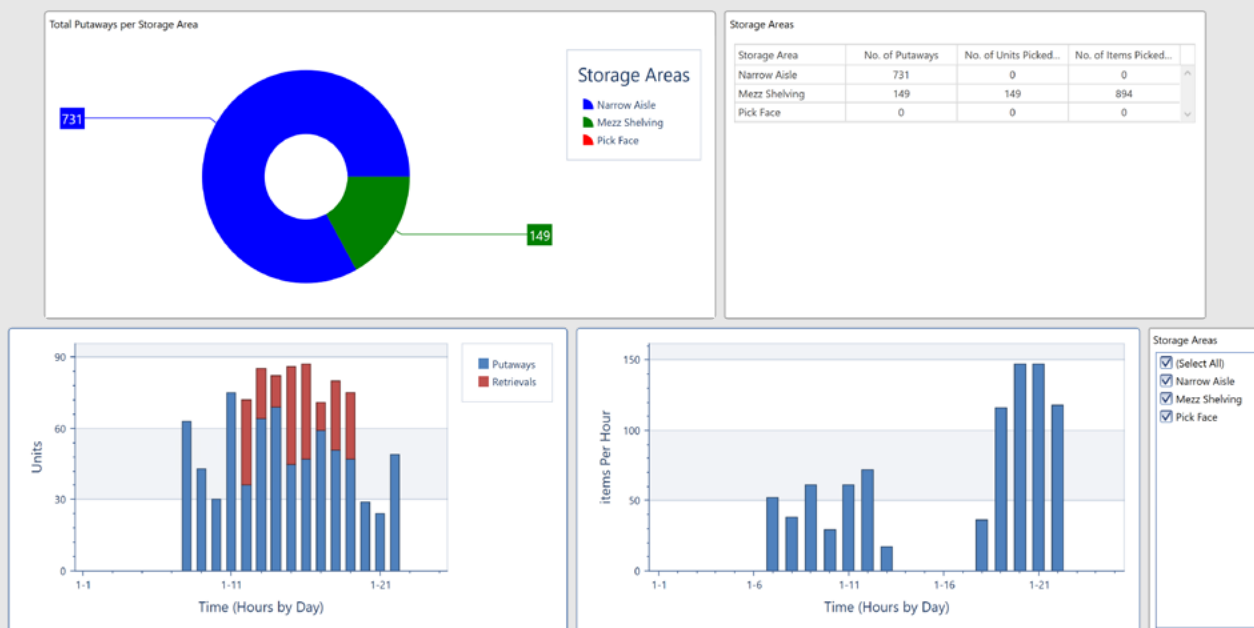 Total Putaways per Storage Area
731
149
Storage Areas
Narrow Aisle
Mezz Shelving
Pick Face
Storage Areas
Storage Area No. of Putaways No. of Units Picked... No. of Items Picked...
Narrow Aisle 731 0 0
Mezz Shelving 149 149 894
Pick Face 0 0 0
90
60
30
0
Units
1-1 1-11 1-21
Time (Hours by Day)
Putaways
Retrievals
150
100
50
0
items Per Hour
1-1 1-6 1-11 1-16 1-21
Time (Hours by Day)
Storage Areas
(Select All)
Narrow Aisle
Mezz Shelving
Pick Face